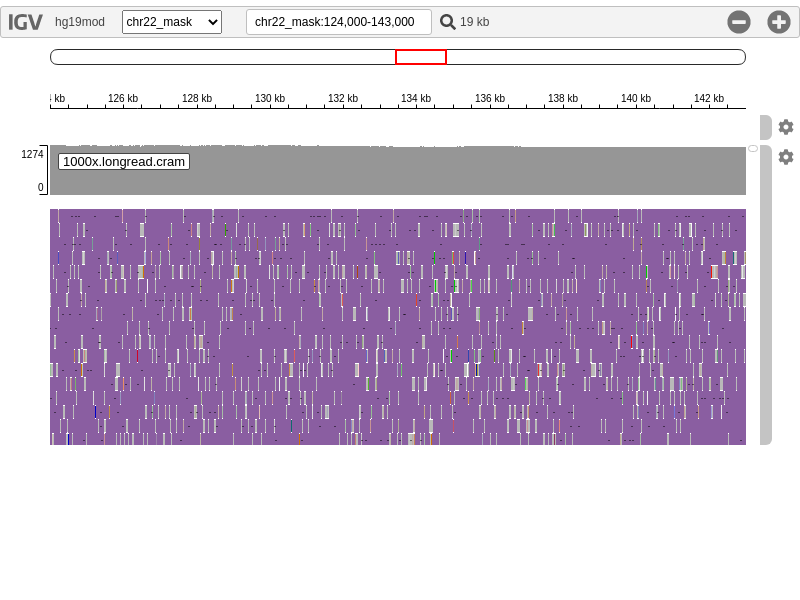 IGV hg19mod chr22_mask chr22_mask:124,000-143,000 19 kb
kb 126 kb 128 kb 130 kb 132 kb 134 kb 136 kb 138 kb 140 kb 142 kb
1274
1000x.longread.cram
0